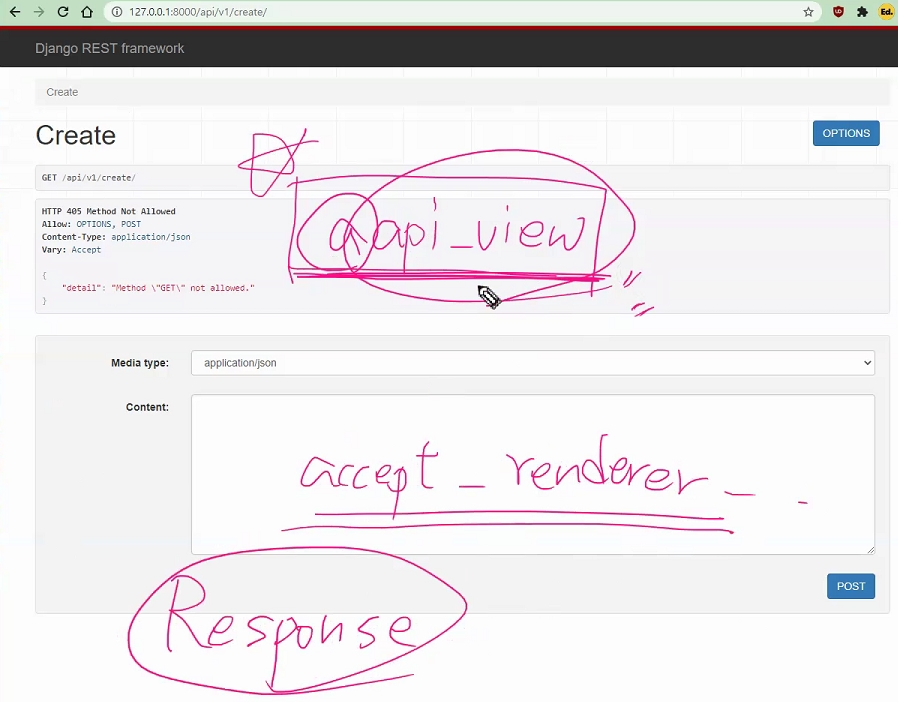 127.0.0.1:8000/api/v1/create/
Ed.
Django REST framework
Create
Create
OPTIONS
GET /api/v1/create/
HTTP 405 Method Not Allowed
Allow: OPTIONS, POST
Content-Type: application/json
Vary: Accept
{
"detail": "Method \"GET\" not allowed."
}
@api_view
Media type:
application/json
Content:
accept_renderer_
POST
Response